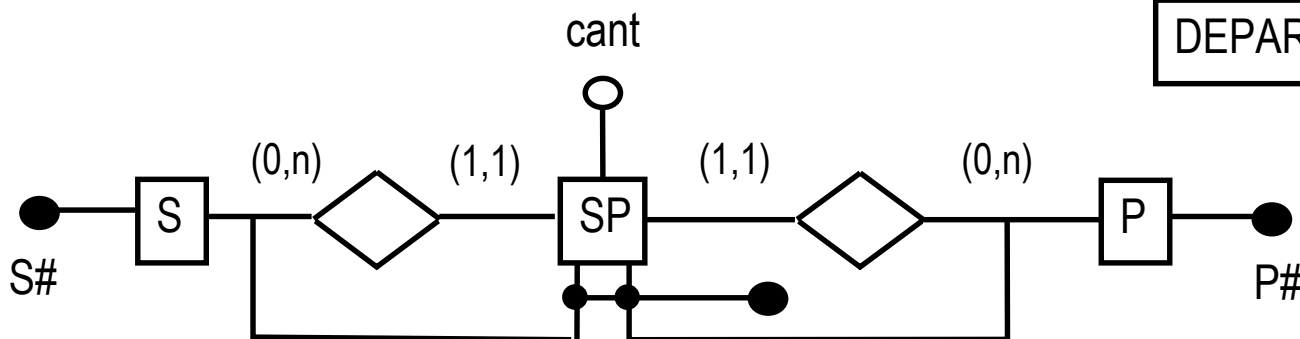 cant
DEPAR
(0,n) (1,1) (1,1) (0,n)
S SP P
S# P#